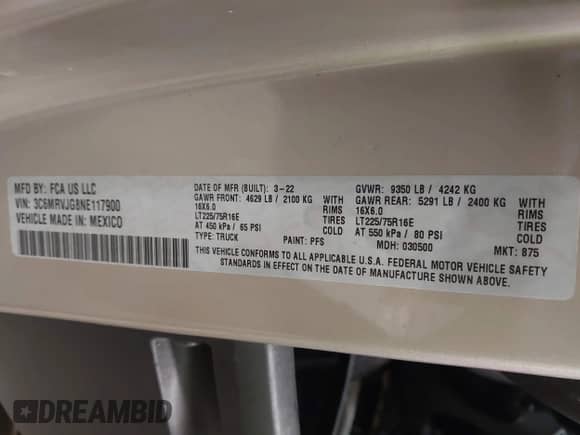 MFD BY: FCA US LLC
VIN: 3C6MRVJG8NE117900
VEHICLE MADE IN: MEXICO
DATE OF MFR (BUILT): 3-22 GVWR: 9350 LB / 4242 KG
GAWR FRONT: 4629 LB / 2100 KG WITH GAWR REAR: 5291 LB / 2400 KG WITH
16X6.0 RIMS 16X6.0 RIMS
LT225/75R16E TIRES LT225/75R16E TIRES
AT 450 kPa / 65 PSI COLD AT 550 kPa / 80 PSI COLD
TYPE: TRUCK PAINT: PFS MDH: 030500 MKT: 875
THIS VEHICLE CONFORMS TO ALL APPLICABLE U.S.A. FEDERAL MOTOR VEHICLE SAFETY
STANDARDS IN EFFECT ON THE DATE OF MANUFACTURE SHOWN ABOVE.
DREAMBID